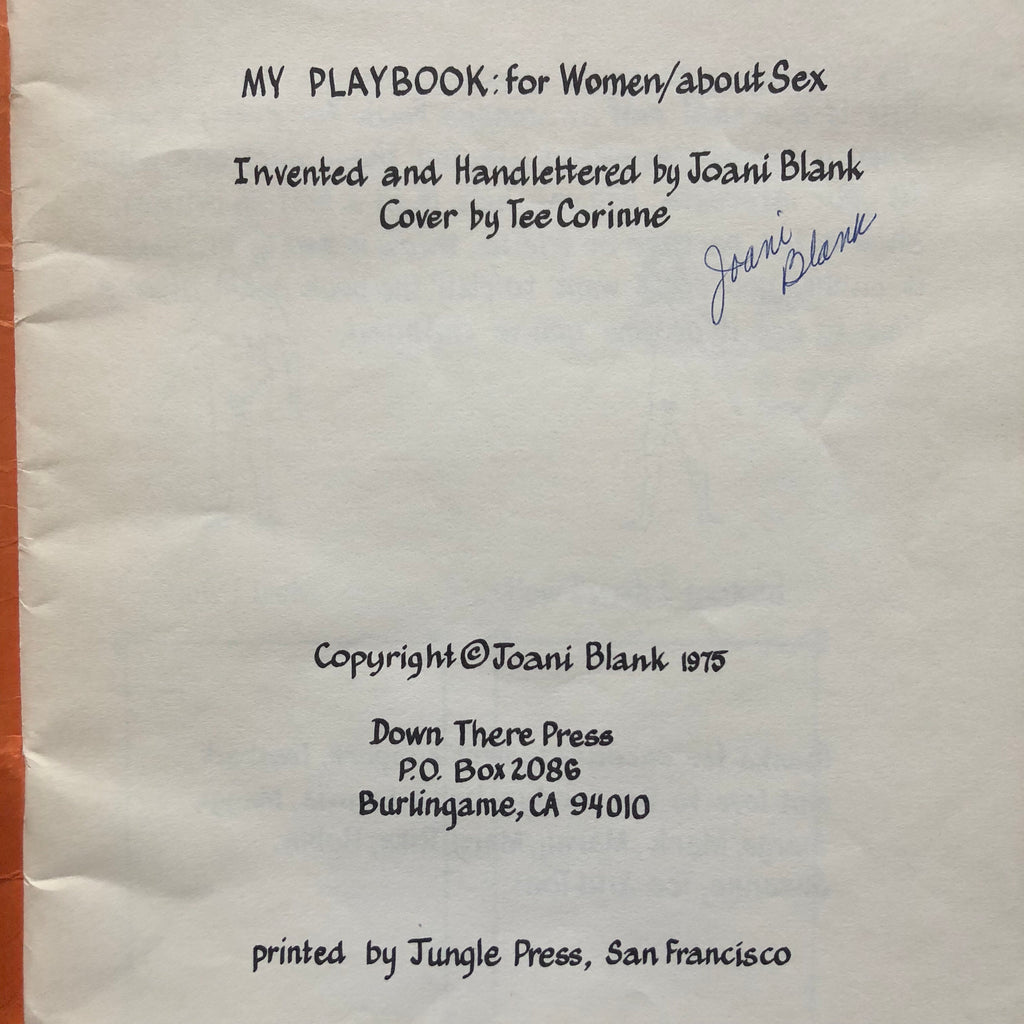 MY PLAYBOOK: for Women/about Sex
Invented and Handlettered by Joani Blank
Cover by Tee Corinne
Joani
Blank
Copyright © Joani Blank 1975
Down There Press
P.O. Box 2086
Burlingame, CA 94010
printed by Jungle Press, San Francisco